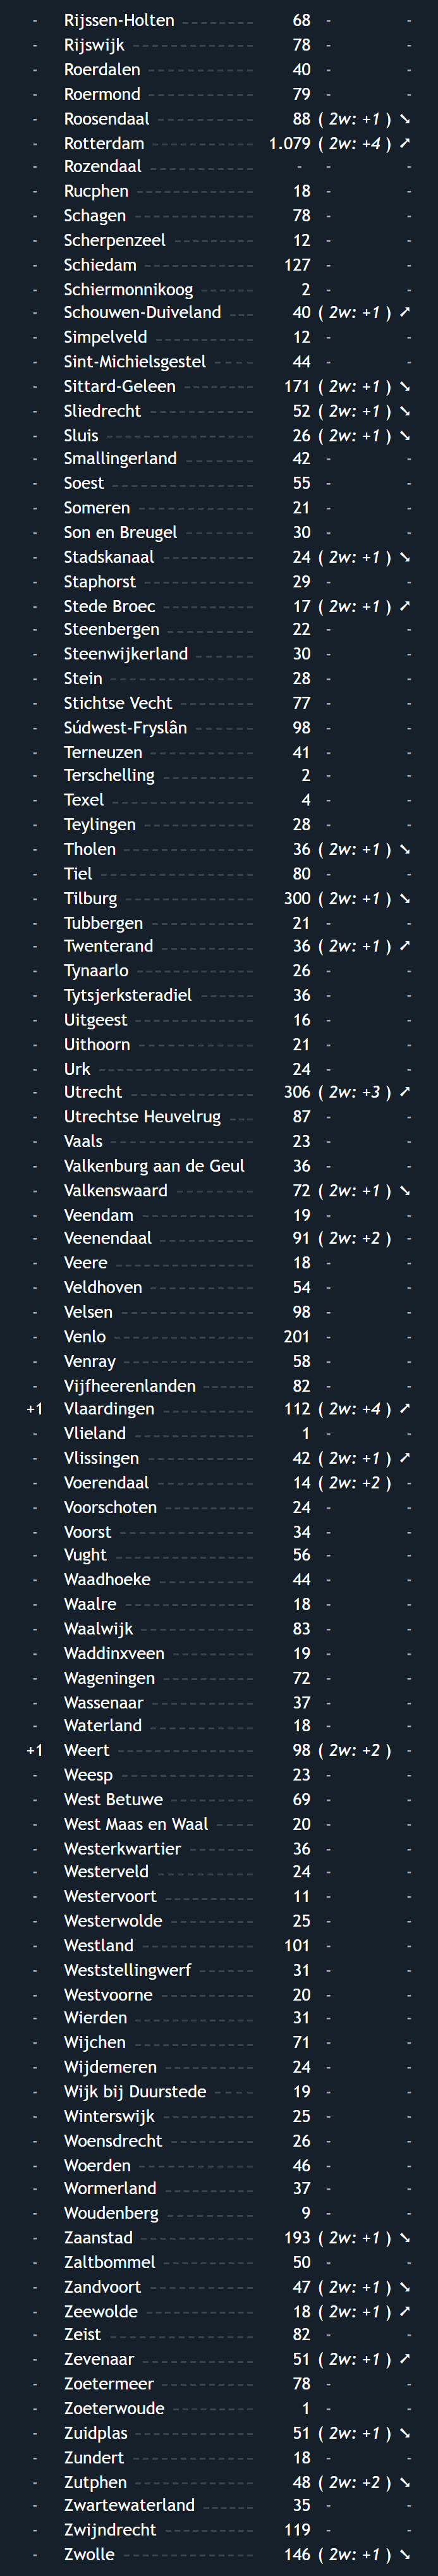 - Rijssen-Holten 68 - -
- Rijswijk 78 - -
- Roerdalen 40 - -
- Roermond 79 - -
- Roosendaal 88 ( 2w: +1 ) ➘
- Rotterdam 1.079 ( 2w: +4 ) ➚
- Rozendaal - - -
- Rucphen 18 - -
- Schagen 78 - -
- Scherpenzeel 12 - -
- Schiedam 127 - -
- Schiermonnikoog 2 - -
- Schouwen-Duiveland 40 ( 2w: +1 ) ➚
- Simpelveld 12 - -
- Sint-Michielsgestel 44 - -
- Sittard-Geleen 171 ( 2w: +1 ) ➘
- Sliedrecht 52 ( 2w: +1 ) ➘
- Sluis 26 ( 2w: +1 ) ➘
- Smallingerland 42 - -
- Soest 55 - -
- Someren 21 - -
- Son en Breugel 30 - -
- Stadskanaal 24 ( 2w: +1 ) ➘
- Staphorst 29 - -
- Stede Broec 17 ( 2w: +1 ) ➚
- Steenbergen 22 - -
- Steenwijkerland 30 - -
- Stein 28 - -
- Stichtse Vecht 77 - -
- Súdwest-Fryslân 98 - -
- Terneuzen 41 - -
- Terschelling 2 - -
- Texel 4 - -
- Teylingen 28 - -
- Tholen 36 ( 2w: +1 ) ➘
- Tiel 80 - -
- Tilburg 300 ( 2w: +1 ) ➘
- Tubbergen 21 - -
- Twenterand 36 ( 2w: +1 ) ➚
- Tynaarlo 26 - -
- Tytsjerksteradiel 36 - -
- Uitgeest 16 - -
- Uithoorn 21 - -
- Urk 24 - -
- Utrecht 306 ( 2w: +3 ) ➚
- Utrechtse Heuvelrug 87 - -
- Vaals 23 - -
- Valkenburg aan de Geul 36 - -
- Valkenswaard 72 ( 2w: +1 ) ➘
- Veendam 19 - -
- Veenendaal 91 ( 2w: +2 ) -
- Veere 18 - -
- Veldhoven 54 - -
- Velsen 98 - -
- Venlo 201 - -
- Venray 58 - -
- Vijfheerenlanden 82 - -
+1 Vlaardingen 112 ( 2w: +4 ) ➚
- Vlieland 1 - -
- Vlissingen 42 ( 2w: +1 ) ➚
- Voerendaal 14 ( 2w: +2 ) -
- Voorschoten 24 - -
- Voorst 34 - -
- Vught 56 - -
- Waadhoeke 44 - -
- Waalre 18 - -
- Waalwijk 83 - -
- Waddinxveen 19 - -
- Wageningen 72 - -
- Wassenaar 37 - -
- Waterland 18 - -
+1 Weert 98 ( 2w: +2 ) -
- Weesp 23 - -
- West Betuwe 69 - -
- West Maas en Waal 20 - -
- Westerkwartier 36 - -
- Westerveld 24 - -
- Westervoort 11 - -
- Westerwolde 25 - -
- Westland 101 - -
- Weststellingwerf 31 - -
- Westvoorne 20 - -
- Wierden 31 - -
- Wijchen 71 - -
- Wijdemeren 24 - -
- Wijk bij Duurstede 19 - -
- Winterswijk 25 - -
- Woensdrecht 26 - -
- Woerden 46 - -
- Wormerland 37 - -
- Woudenberg 9 - -
- Zaanstad 193 ( 2w: +1 ) ➘
- Zaltbommel 50 - -
- Zandvoort 47 ( 2w: +1 ) ➘
- Zeewolde 18 ( 2w: +1 ) ➚
- Zeist 82 - -
- Zevenaar 51 ( 2w: +1 ) ➚
- Zoetermeer 78 - -
- Zoeterwoude 1 - -
- Zuidplas 51 ( 2w: +1 ) ➘
- Zundert 18 - -
- Zutphen 48 ( 2w: +2 ) ➘
- Zwartewaterland 35 - -
- Zwijndrecht 119 - -
- Zwolle 146 ( 2w: +1 ) ➘